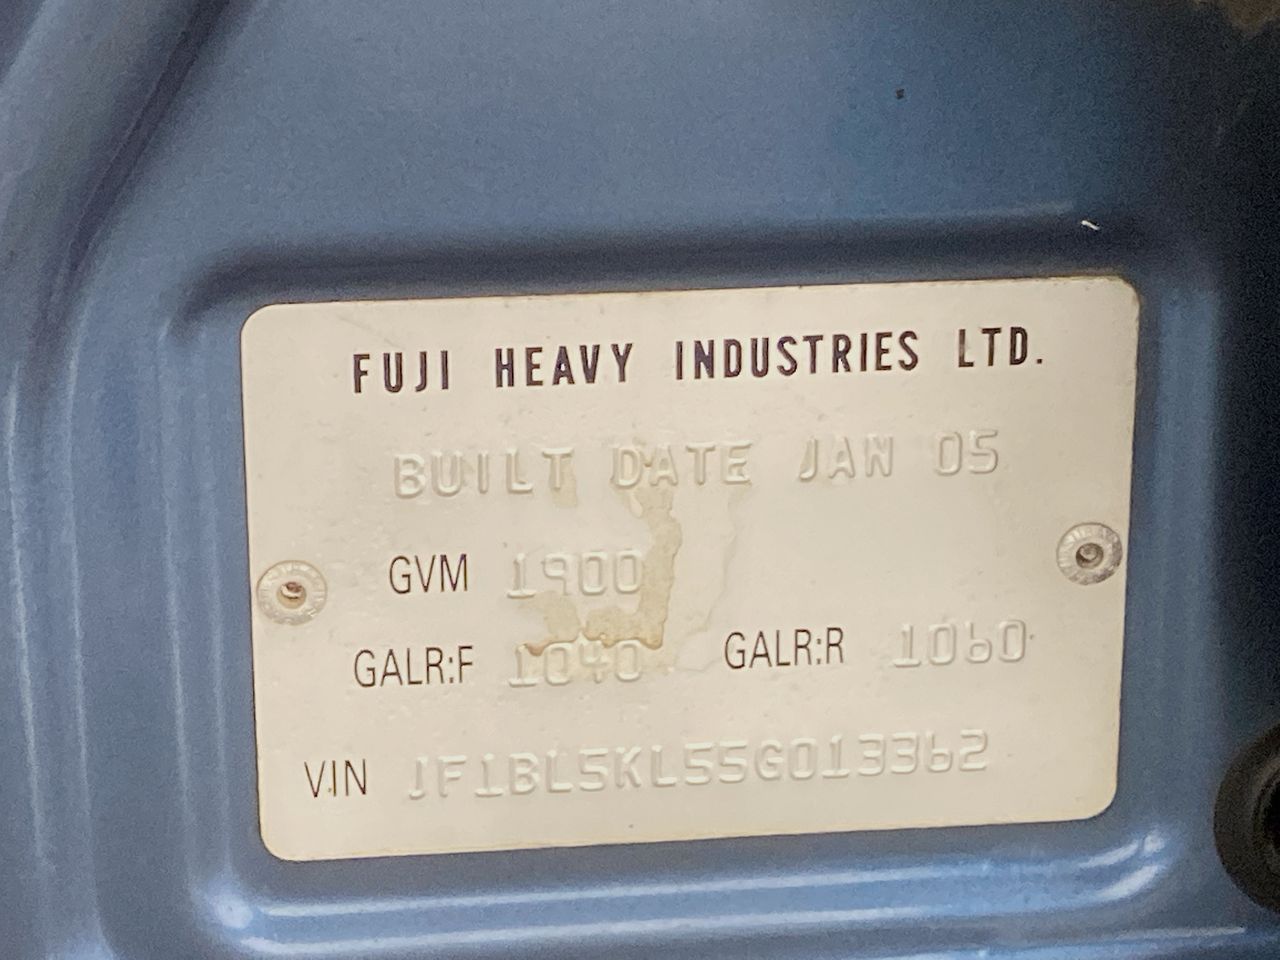 FUJI HEAVY INDUSTRIES LTD.
BUILT DATE JAN 05
GVM 1900
GALR:F 1040 GALR:R 1060
VIN JF1BL5KL55G013362